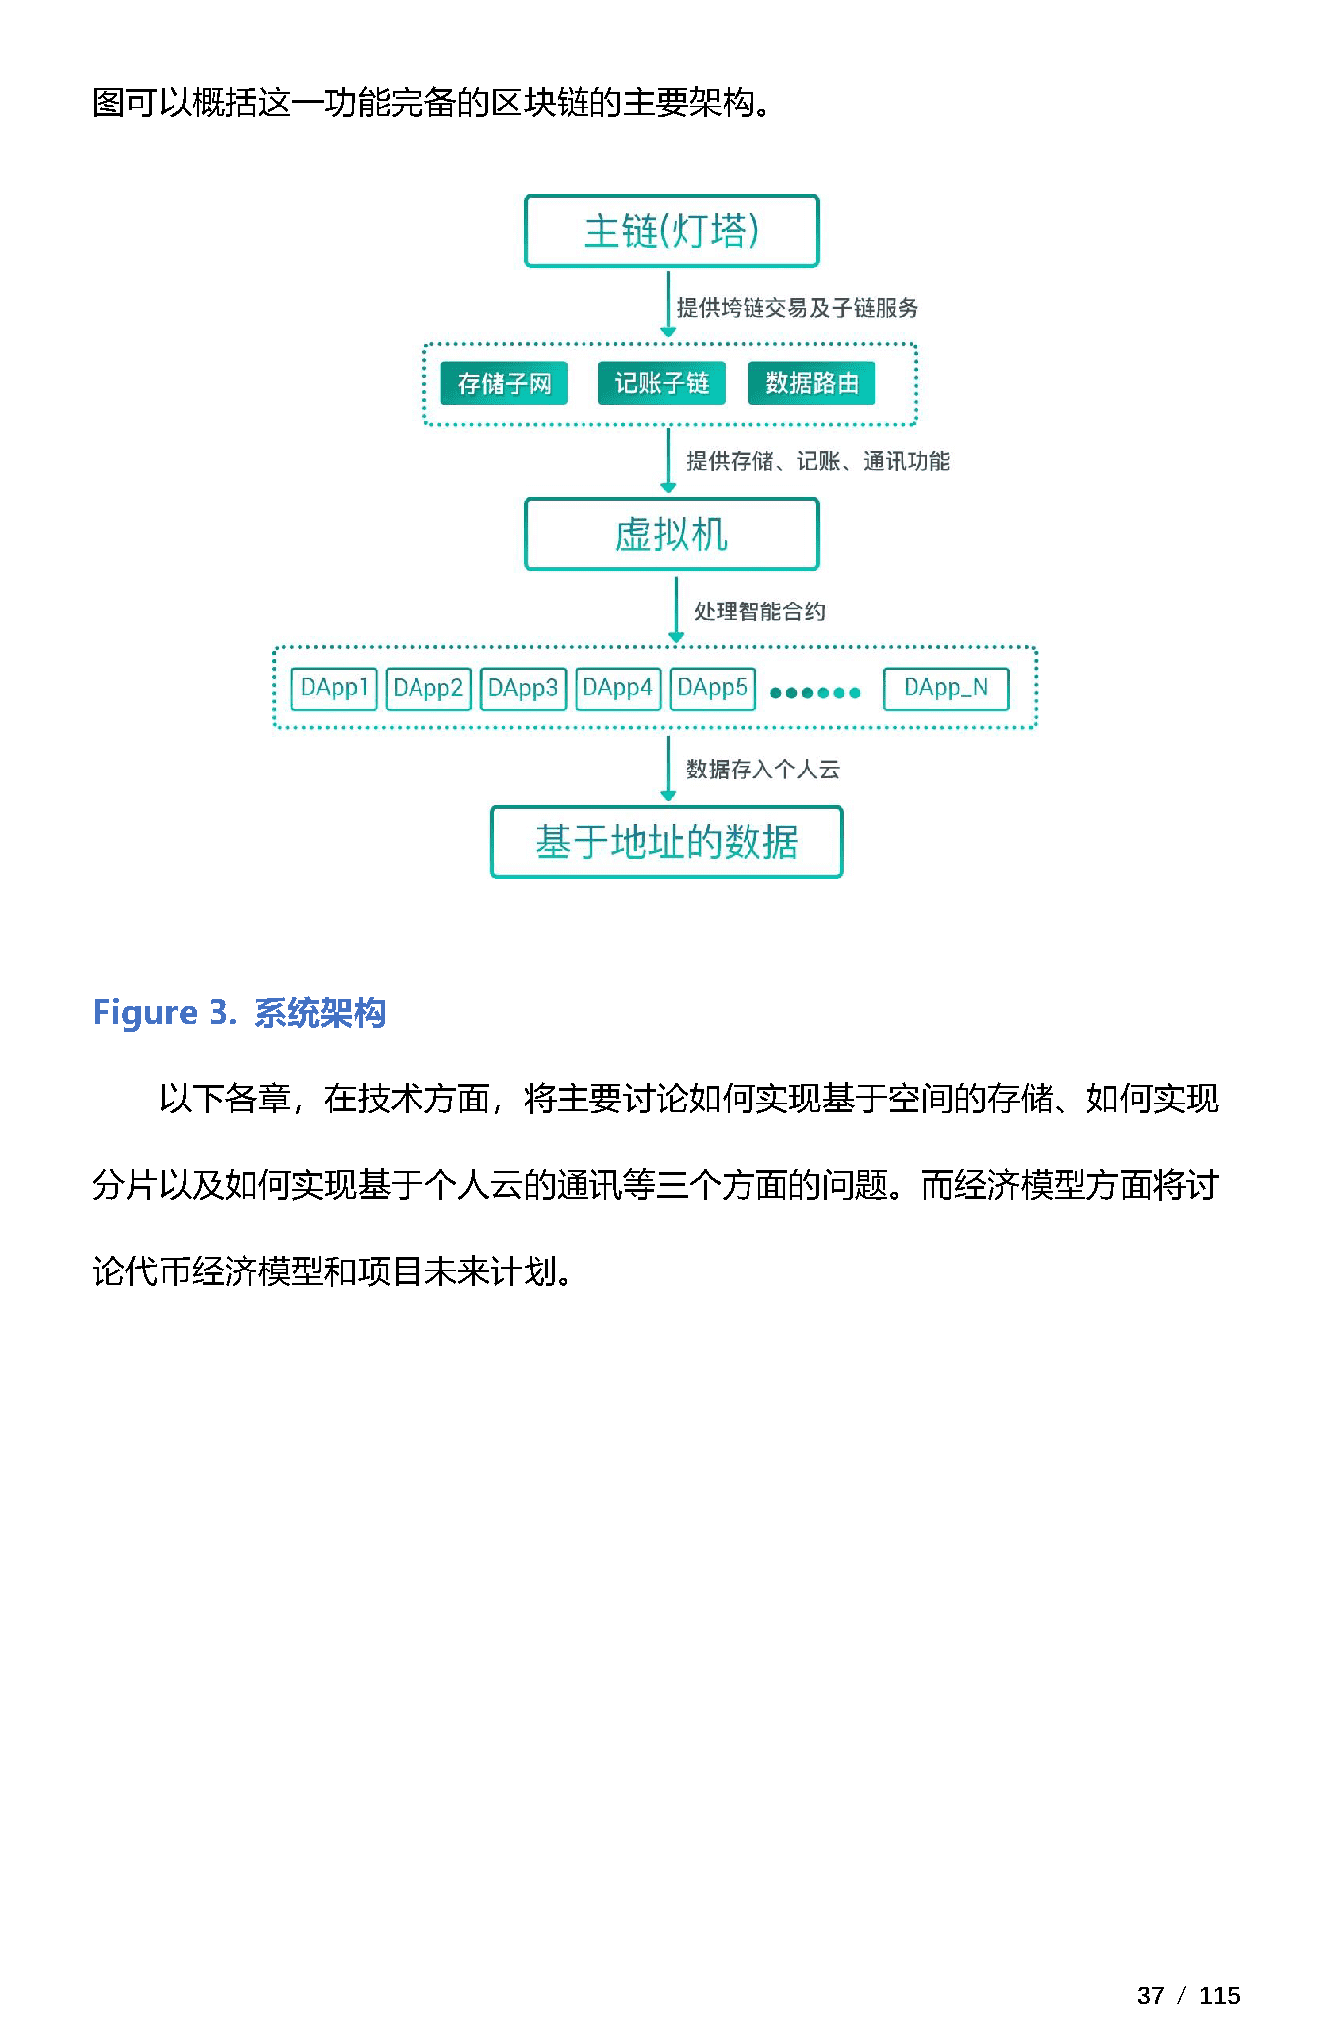 图可以概括这一功能完备的区块链的主要架构。
主链(灯塔)
提供垮链交易及子链服务
存储子网 记账子链 数据路由
提供存储、记账、通讯功能
虚拟机
处理智能合约
DApp1 DApp2 DApp3 DApp4 DApp5 DApp_N
数据存入个人云
基于地址的数据
Figure 3. 系统架构
以下各章，在技术方面，将主要讨论如何实现基于空间的存储、如何实现
分片以及如何实现基于个人云的通讯等三个方面的问题。而经济模型方面将讨
论代币经济模型和项目未来计划。
37 / 115